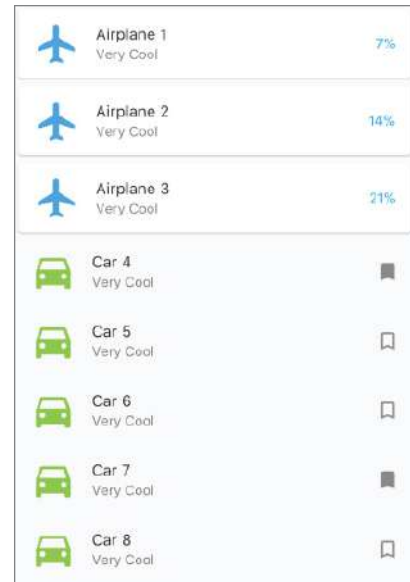 Airplane 1
Very Cool
7%
Airplane 2
Very Cool
14%
Airplane 3
Very Cool
21%
Car 4
Very Cool
Car 5
Very Cool
Car 6
Very Cool
Car 7
Very Cool
Car 8
Very Cool